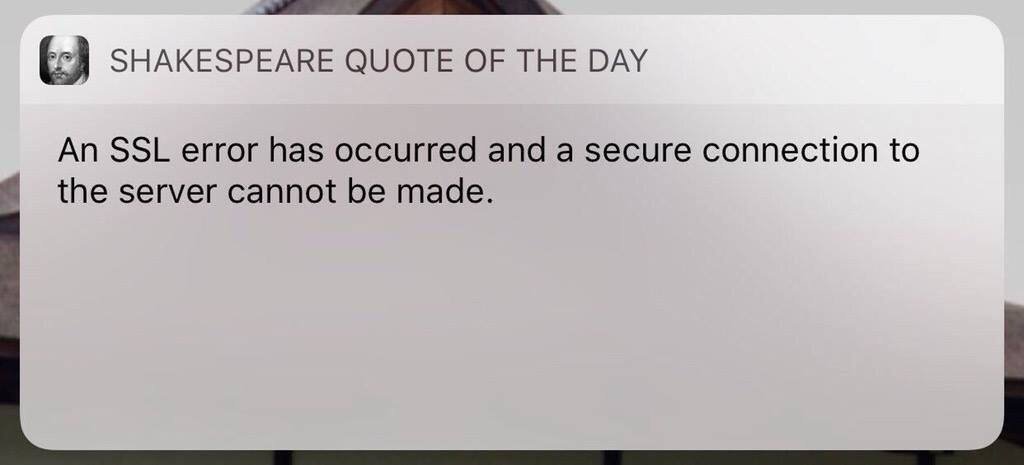 SHAKESPEARE QUOTE OF THE DAY
An SSL error has occurred and a secure connection to
the server cannot be made.